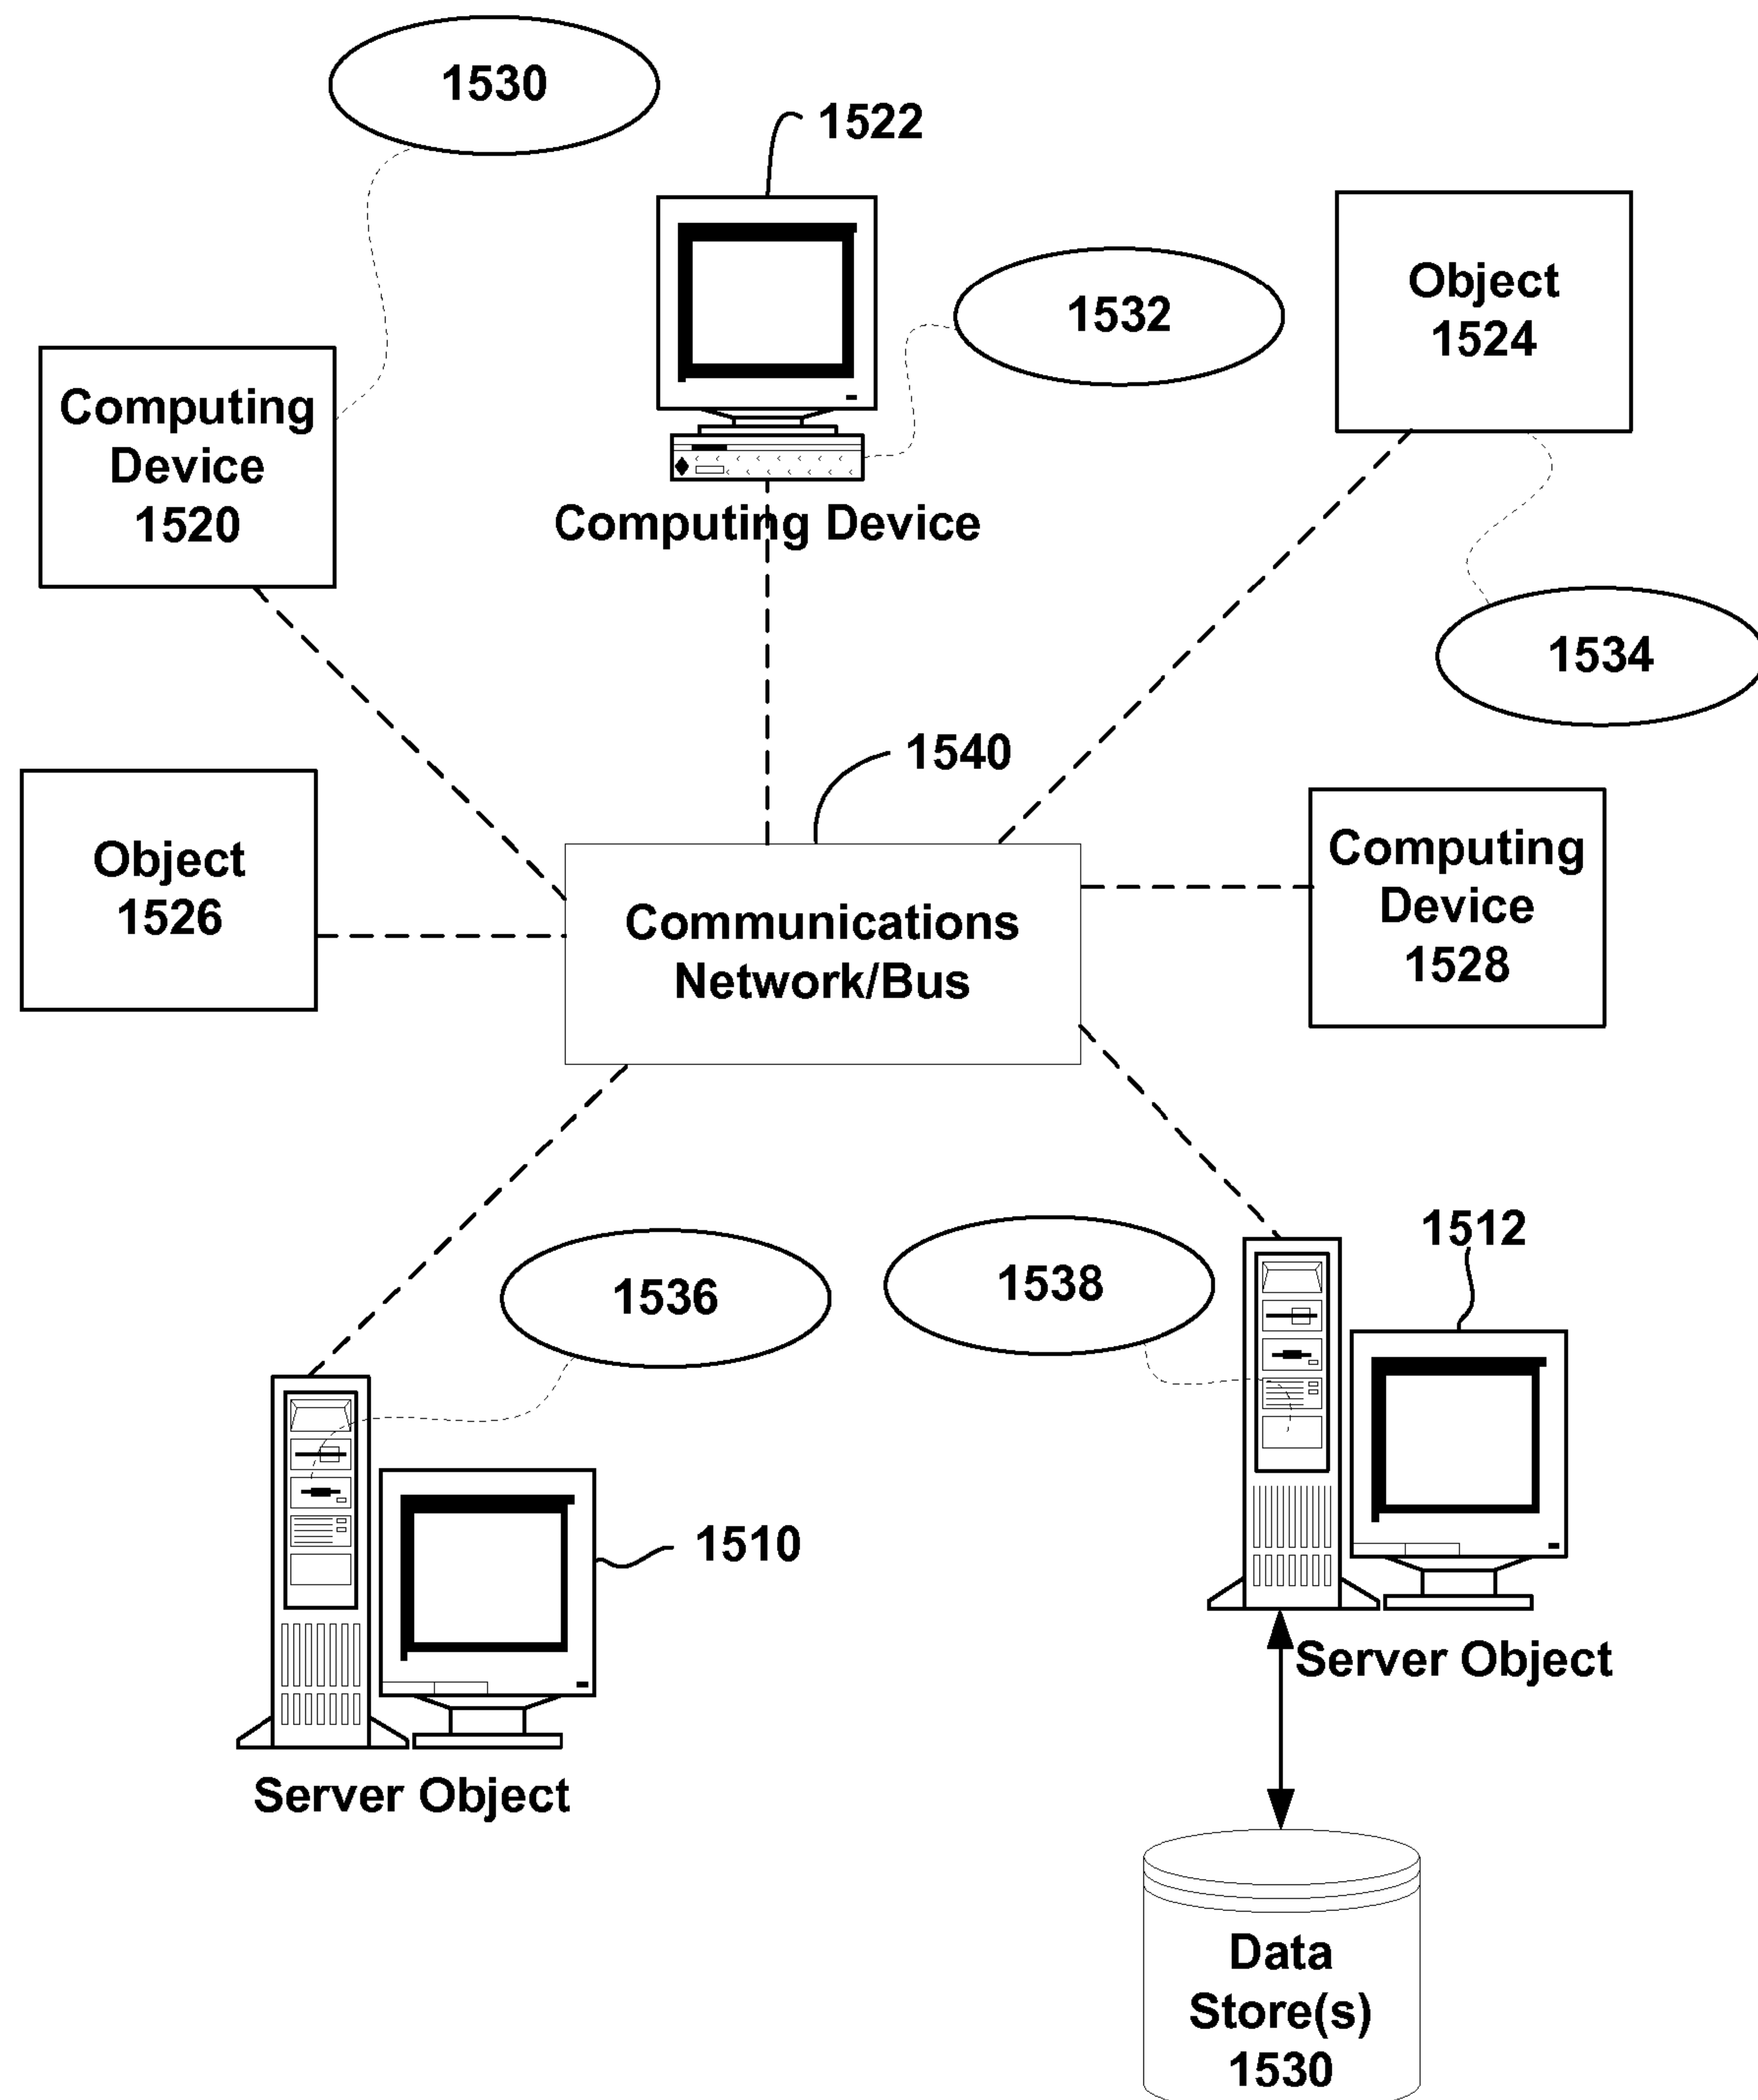 1530
1522
1532
Object
1524
Computing
Device
1520
Computing Device
1534
1540
Object
1526
Communications
Network/Bus
Computing
Device
1528
1512
1536
1538
1510
Server Object
Server Object
Data
Store(s)
1530